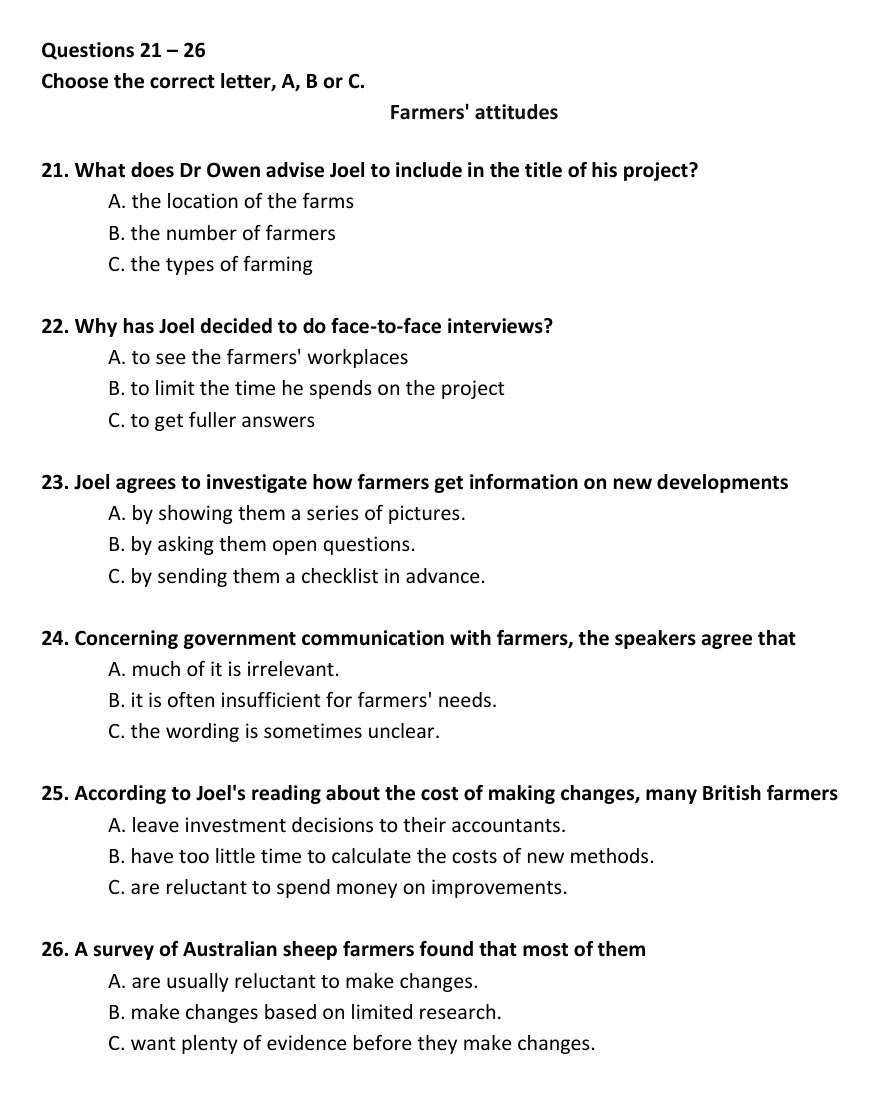 Questions 21 – 26
Choose the correct letter, A, B or C.
Farmers' attitudes
21. What does Dr Owen advise Joel to include in the title of his project?
A. the location of the farms
B. the number of farmers
C. the types of farming
22. Why has Joel decided to do face-to-face interviews?
A. to see the farmers' workplaces
B. to limit the time he spends on the project
C. to get fuller answers
23. Joel agrees to investigate how farmers get information on new developments
A. by showing them a series of pictures.
B. by asking them open questions.
C. by sending them a checklist in advance.
24. Concerning government communication with farmers, the speakers agree that
A. much of it is irrelevant.
B. it is often insufficient for farmers' needs.
C. the wording is sometimes unclear.
25. According to Joel's reading about the cost of making changes, many British farmers
A. leave investment decisions to their accountants.
B. have too little time to calculate the costs of new methods.
C. are reluctant to spend money on improvements.
26. A survey of Australian sheep farmers found that most of them
A. are usually reluctant to make changes.
B. make changes based on limited research.
C. want plenty of evidence before they make changes.